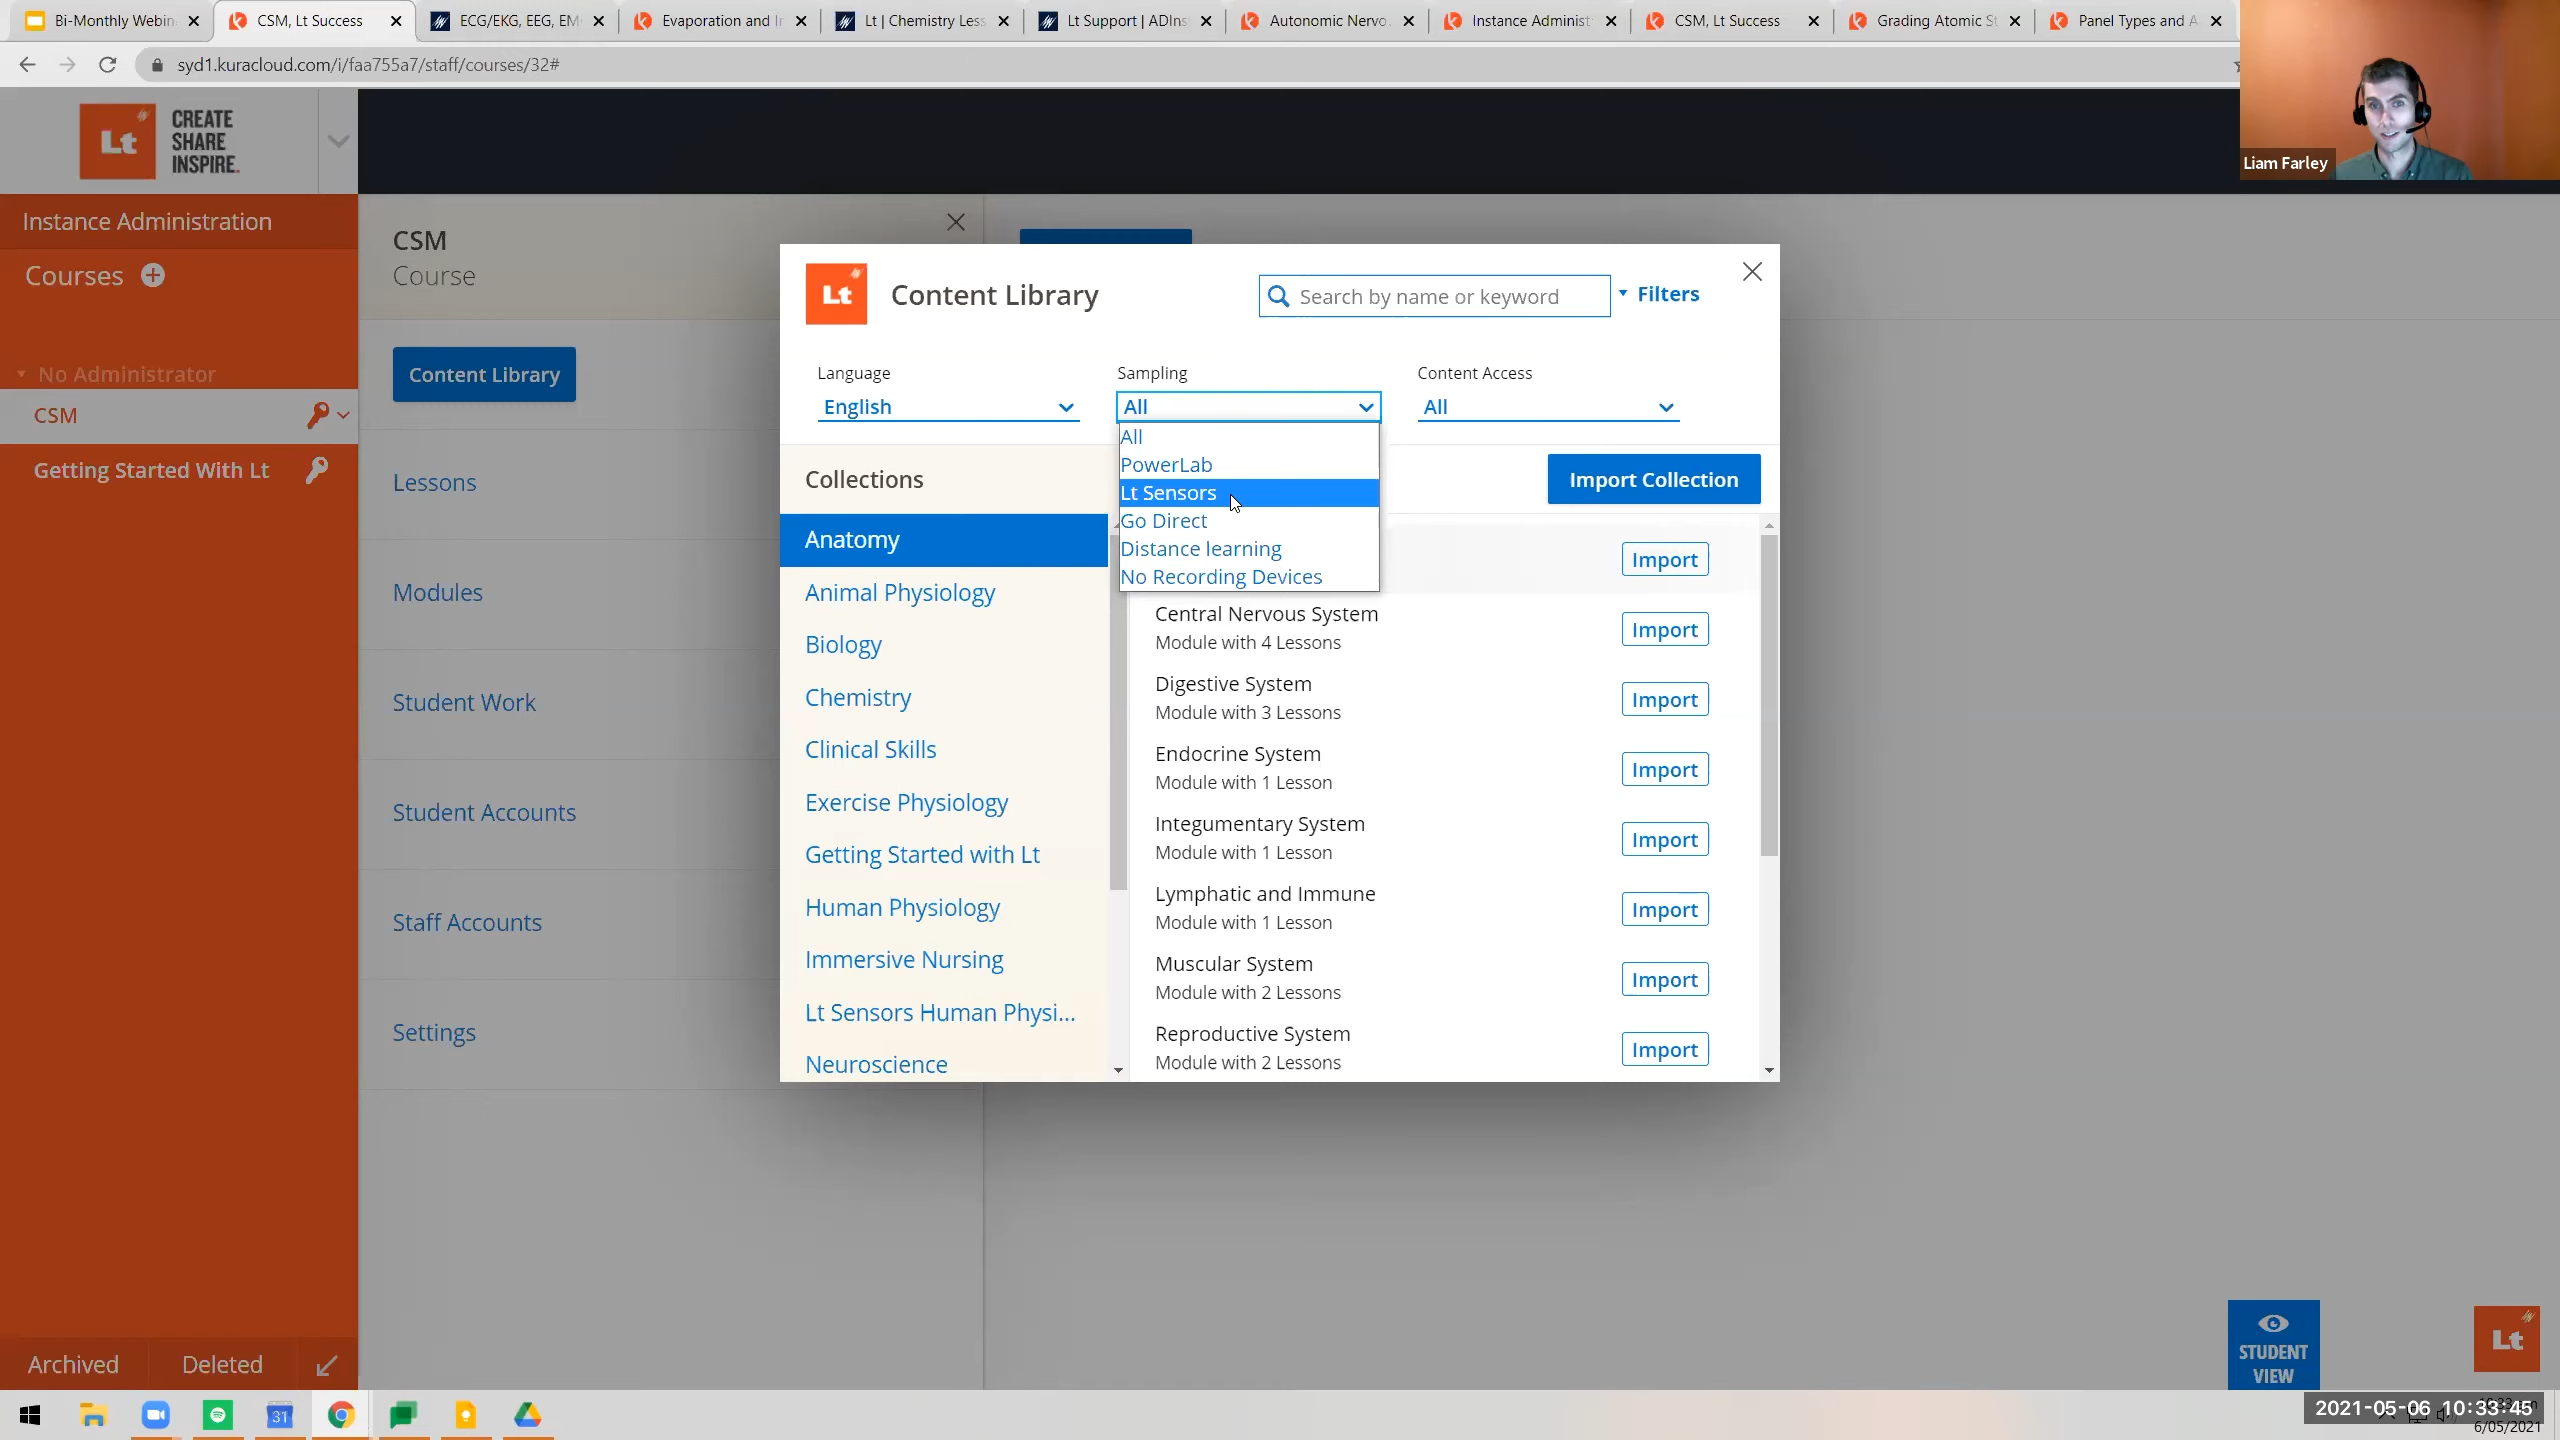 Bi-Monthly Webin
CSM, Lt Success
ECG/EKG, EEG, EM
Evaporation and I
Lt | Chemistry Les
Lt Support | ADIns
Autonomic Nervo
Instance Administ
CSM, Lt Success
Grading Atomic St
Panel Types and A
syd1.kuracloud.com/i/faa755a7/staff/courses/32#
Liam Farley
Lt
CREATE
SHARE
INSPIRE.
Instance Administration
Courses
No Administrator
CSM
Getting Started With Lt
Archived
Deleted
CSM
Course
Content Library
Lessons
Modules
Student Work
Student Accounts
Staff Accounts
Settings
Lt
Content Library
Search by name or keyword
Filters
Language
English
Sampling
All
Content Access
All
All
PowerLab
Lt Sensors
Go Direct
Distance learning
No Recording Devices
Collections
Import Collection
Anatomy
Animal Physiology
Biology
Chemistry
Clinical Skills
Exercise Physiology
Getting Started with Lt
Human Physiology
Immersive Nursing
Lt Sensors Human Physi...
Neuroscience
Import
Central Nervous System
Module with 4 Lessons
Import
Digestive System
Module with 3 Lessons
Import
Endocrine System
Module with 1 Lesson
Import
Integumentary System
Module with 1 Lesson
Import
Lymphatic and Immune
Module with 1 Lesson
Import
Muscular System
Module with 2 Lessons
Import
Reproductive System
Module with 2 Lessons
Import
STUDENT
VIEW
Lt
31
2021-05-06 10:33:45
6/05/2021